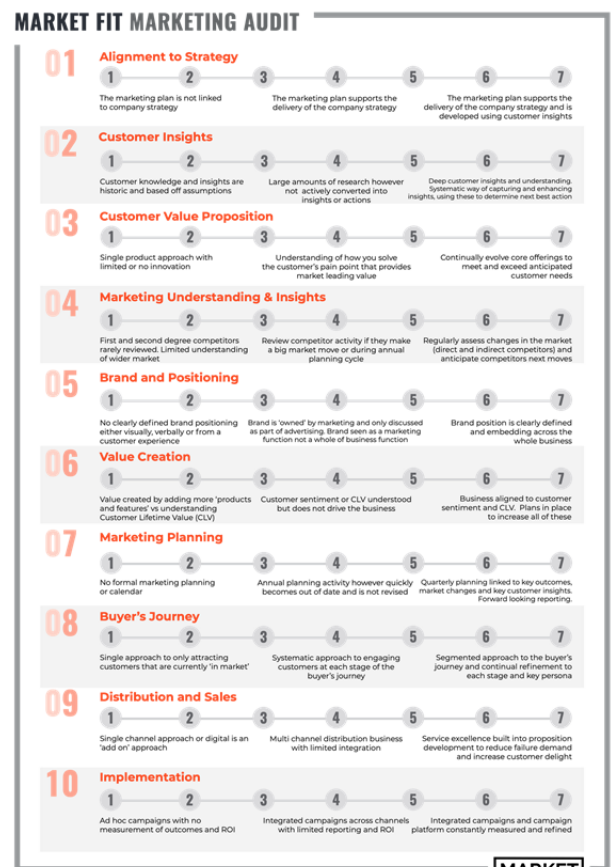 MARKET FIT MARKETING AUDIT
01
Alignment to Strategy
1 2 3 4 5 6 7
The marketing plan is not linked
to company strategy
The marketing plan supports the
delivery of the company strategy
The marketing plan supports the
delivery of the company strategy and is
developed using customer insights
02
Customer Insights
1 2 3 4 5 6 7
Customer knowledge and insights are
historic and based off assumptions
Large amounts of research however
not actively converted into
insights or actions
Deep customer insights and understanding.
Systematic way of capturing and enhancing
insights, using these to determine next best action
03
Customer Value Proposition
1 2 3 4 5 6 7
Single product approach with
limited or no innovation
Understanding of how you solve
the customer's pain point that provides
market leading value
Continually evolve core offerings to
meet and exceed anticipated
customer needs
04
Marketing Understanding & Insights
1 2 3 4 5 6 7
First and second degree competitors
rarely reviewed. Limited understanding
of wider market
Review competitor activity if they make
a big market move or during annual
planning cycle
Regularly assess changes in the market
(direct and indirect competitors) and
anticipate competitors next moves
05
Brand and Positioning
1 2 3 4 5 6 7
No clearly defined brand positioning
either visually, verbally or from a
customer experience
Brand is 'owned' by marketing and only discussed
as part of advertising. Brand seen as a marketing
function not a whole of business function
Brand position is clearly defined
and embedding across the
whole business
06
Value Creation
1 2 3 4 5 6 7
Value created by adding more 'products
and features' vs understanding
Customer Lifetime Value (CLV)
Customer sentiment or CLV understood
but does not drive the business
Business aligned to customer
sentiment and CLV. Plans in place
to increase all of these
07
Marketing Planning
1 2 3 4 5 6 7
No formal marketing planning
or calendar
Annual planning activity however quickly
becomes out of date and is not revised
Quarterly planning linked to key outcomes,
market changes and key customer insights.
Forward looking reporting.
08
Buyer's Journey
1 2 3 4 5 6 7
Single approach to only attracting
customers that are currently 'in market'
Systematic approach to engaging
customers at each stage of the
buyer's journey
Segmented approach to the buyer's
journey and continual refinement to
each stage and key persona
09
Distribution and Sales
1 2 3 4 5 6 7
Single channel approach or digital is an
'add on' approach
Multi channel distribution business
with limited integration
Service excellence built into proposition
development to reduce failure demand
and increase customer delight
10
Implementation
1 2 3 4 5 6 7
Ad hoc campaigns with no
measurement of outcomes and ROI
Integrated campaigns across channels
with limited reporting and ROI
Integrated campaigns and campaign
platform constantly measured and refined
MARKET